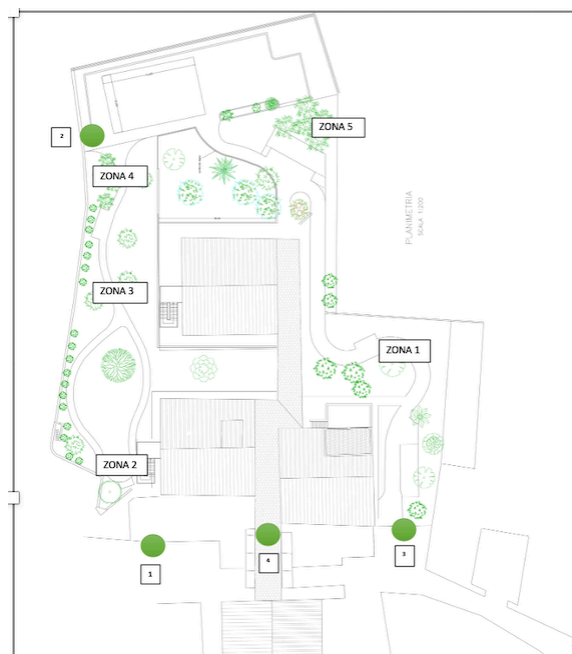 ZONA 5
2
ZONA 4
PLANIMETRIA
SCALA 1:200
ZONA 3
ZONA 1
ZONA 2
1
4
3